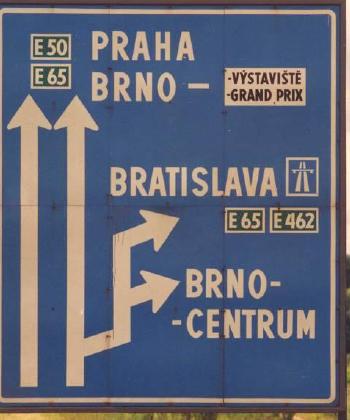 E 50 PRAHA
E 65 BRNO – -VÝSTAVIŠTĚ
-GRAND PRIX
BRATISLAVA
E 65 E 462
BRNO-
-CENTRUM